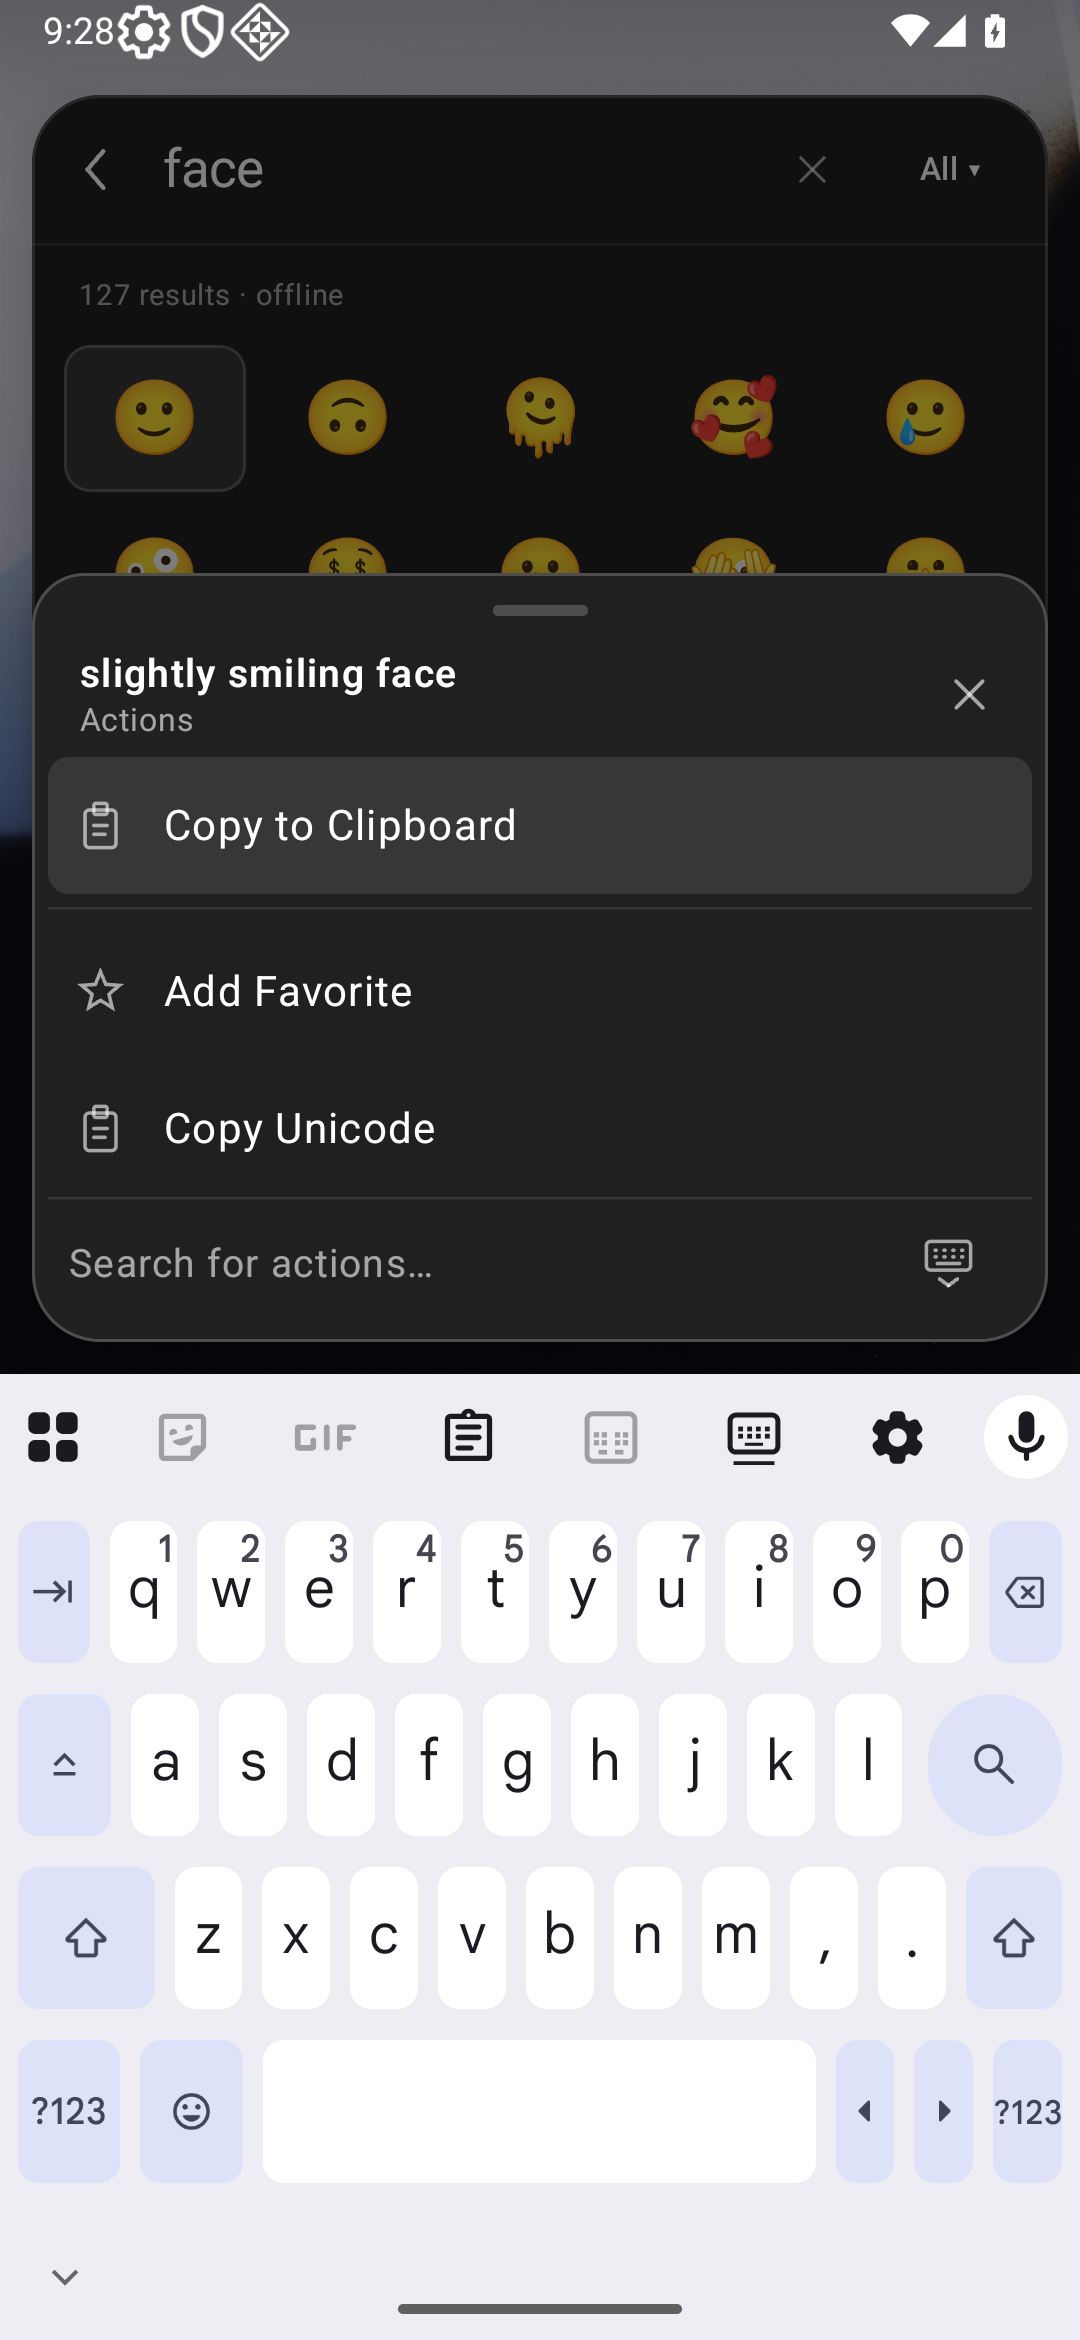 9:28
face
All ▾
127 results · offline
slightly smiling face
Actions
Copy to Clipboard
Add Favorite
Copy Unicode
Search for actions…
GIF
1 2 3 4 5 6 7 8 9 0
q w e r t y u i o p
a s d f g h j k l
z x c v b n m , .
?123 ?123